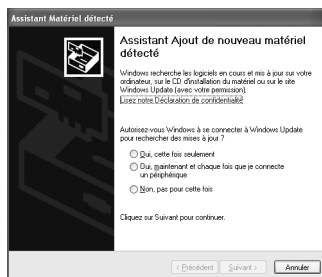 Assistant Matériel détecté
Assistant Ajout de nouveau matériel
détecté
Windows recherche les logiciels en cours et mis à jour sur votre
ordinateur, sur le CD d'installation du matériel ou sur le site
Windows Update (avec votre permission).
Lisez notre Déclaration de confidentialité
Autorisez-vous Windows à se connecter à Windows Update
pour rechercher des mises à jour ?
Oui, cette fois seulement
Oui, maintenant et chaque fois que je connecte
un périphérique
Non, pas pour cette fois
Cliquez sur Suivant pour continuer.
< Précédent Suivant > Annuler